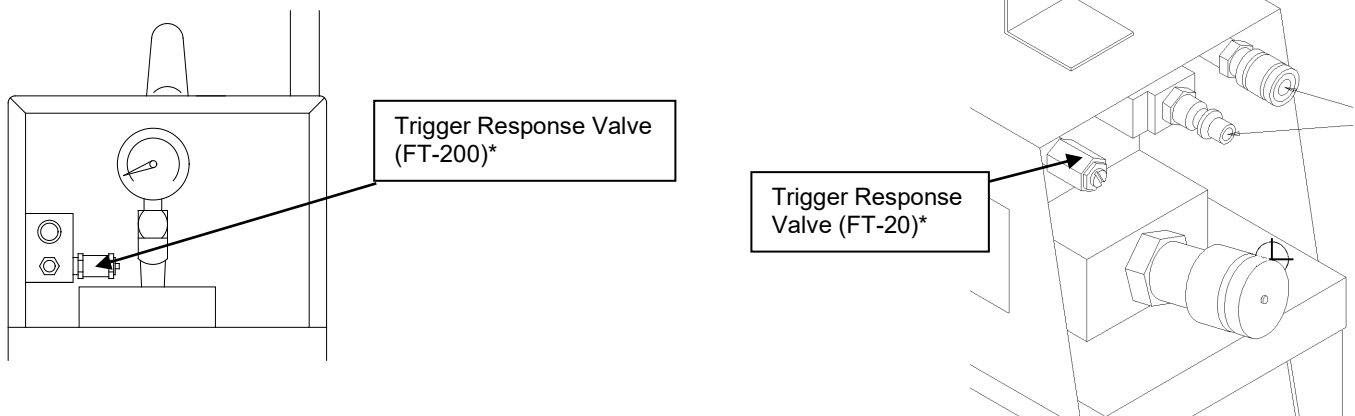 Trigger Response Valve
(FT-200)*
Trigger Response
Valve (FT-20)*